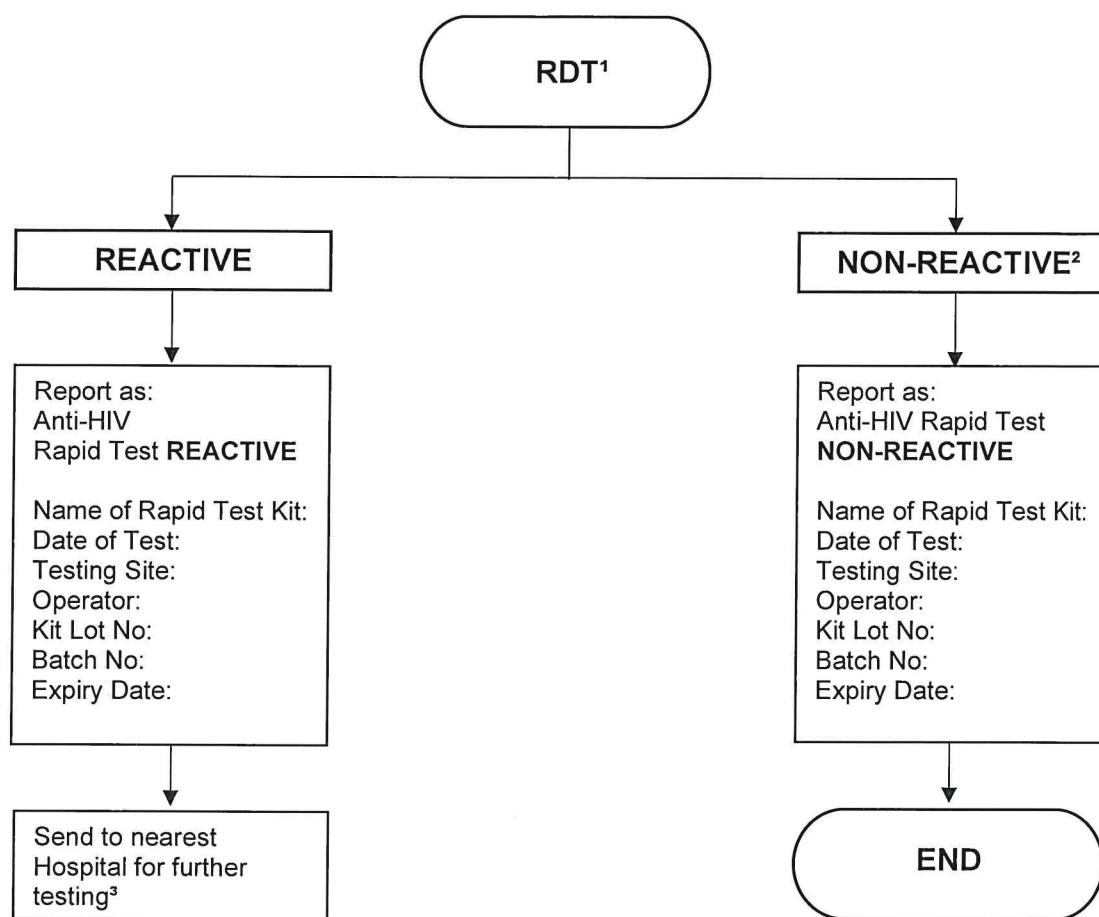 RDT¹
REACTIVE
NON-REACTIVE²
Report as:
Anti-HIV
Rapid Test REACTIVE
Name of Rapid Test Kit:
Date of Test:
Testing Site:
Operator:
Kit Lot No:
Batch No:
Expiry Date:
Report as:
Anti-HIV Rapid Test
NON-REACTIVE
Name of Rapid Test Kit:
Date of Test:
Testing Site:
Operator:
Kit Lot No:
Batch No:
Expiry Date:
Send to nearest
Hospital for further
testing³
END